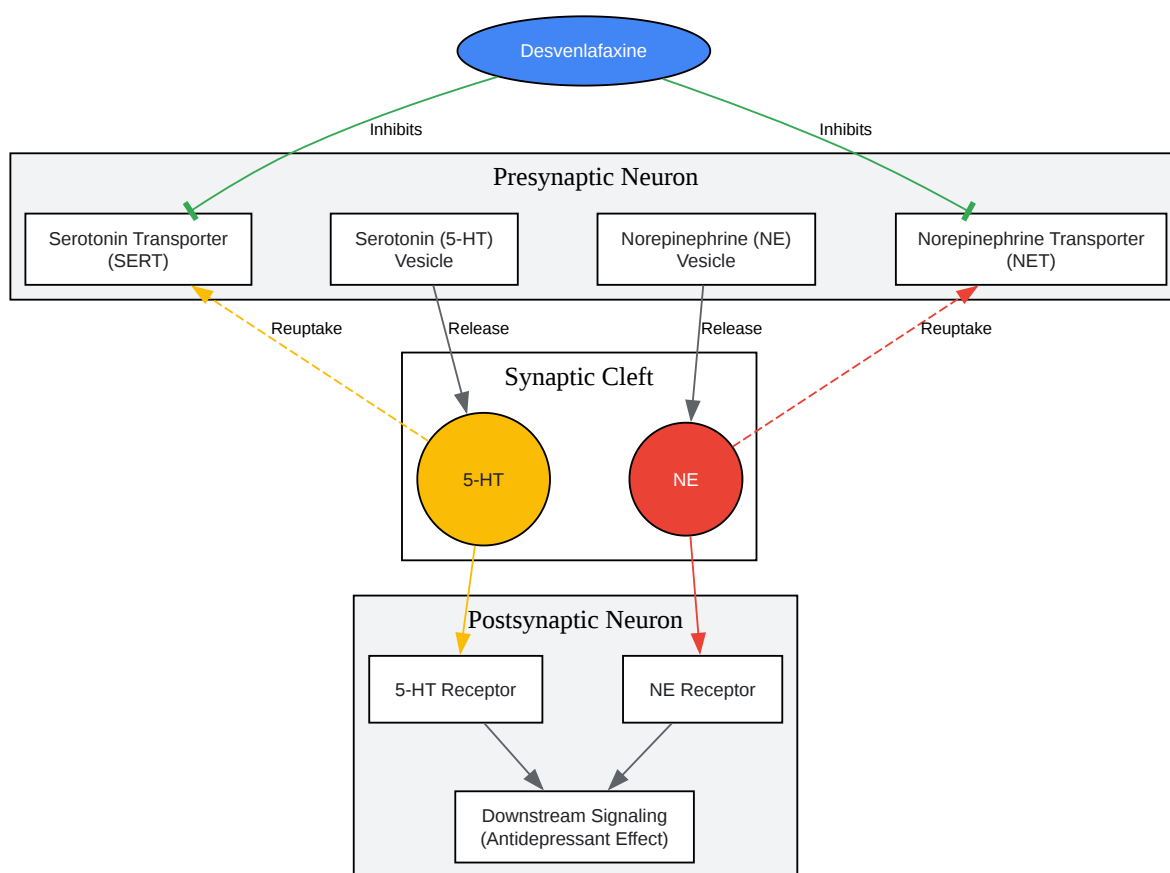 Desvenlafaxine
Inhibits
Inhibits
Presynaptic Neuron
Serotonin Transporter
(SERT)
Serotonin (5-HT)
Vesicle
Norepinephrine (NE)
Vesicle
Norepinephrine Transporter
(NET)
Reuptake
Release
Release
Reuptake
Synaptic Cleft
5-HT
NE
Postsynaptic Neuron
5-HT Receptor
NE Receptor
Downstream Signaling
(Antidepressant Effect)